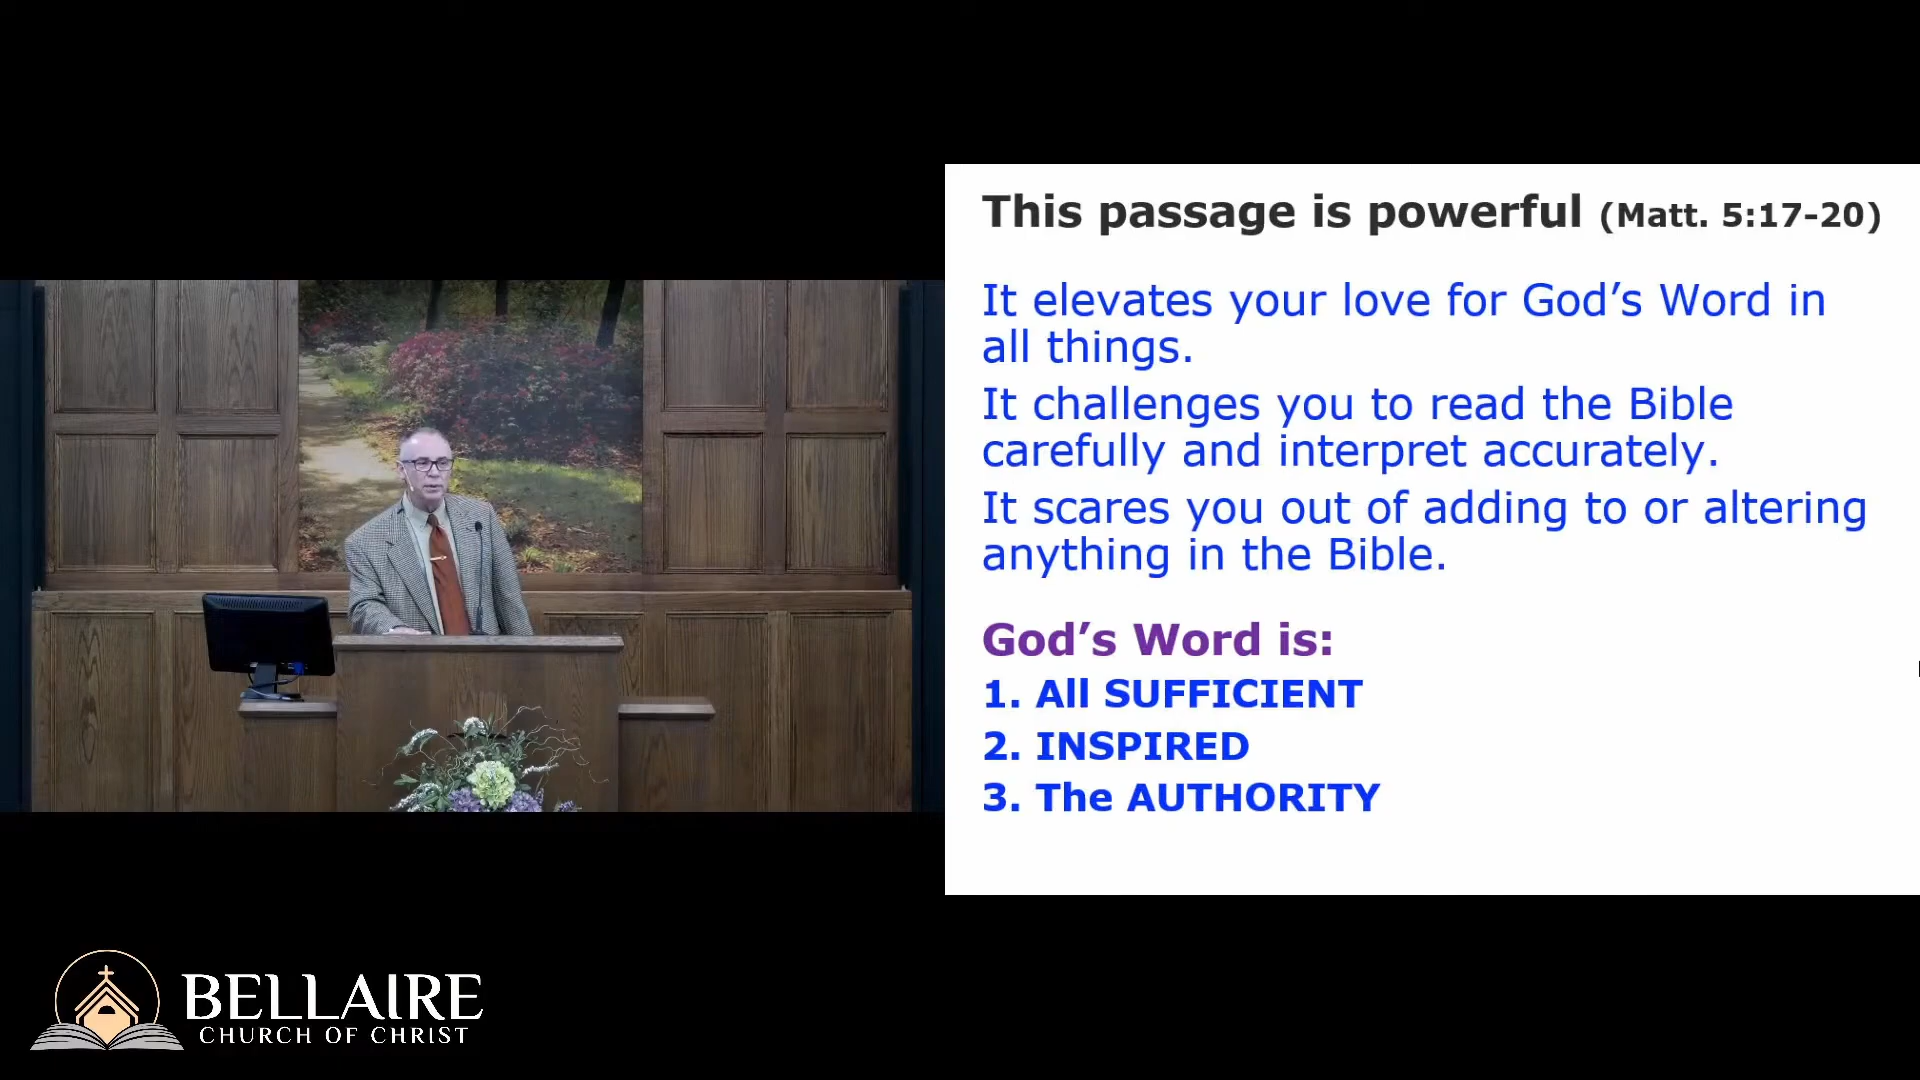 This passage is powerful (Matt. 5:17-20)
It elevates your love for God’s Word in
all things.
It challenges you to read the Bible
carefully and interpret accurately.
It scares you out of adding to or altering
anything in the Bible.
God’s Word is:
1. All SUFFICIENT
2. INSPIRED
3. The AUTHORITY
BELLAIRE
CHURCH OF CHRIST